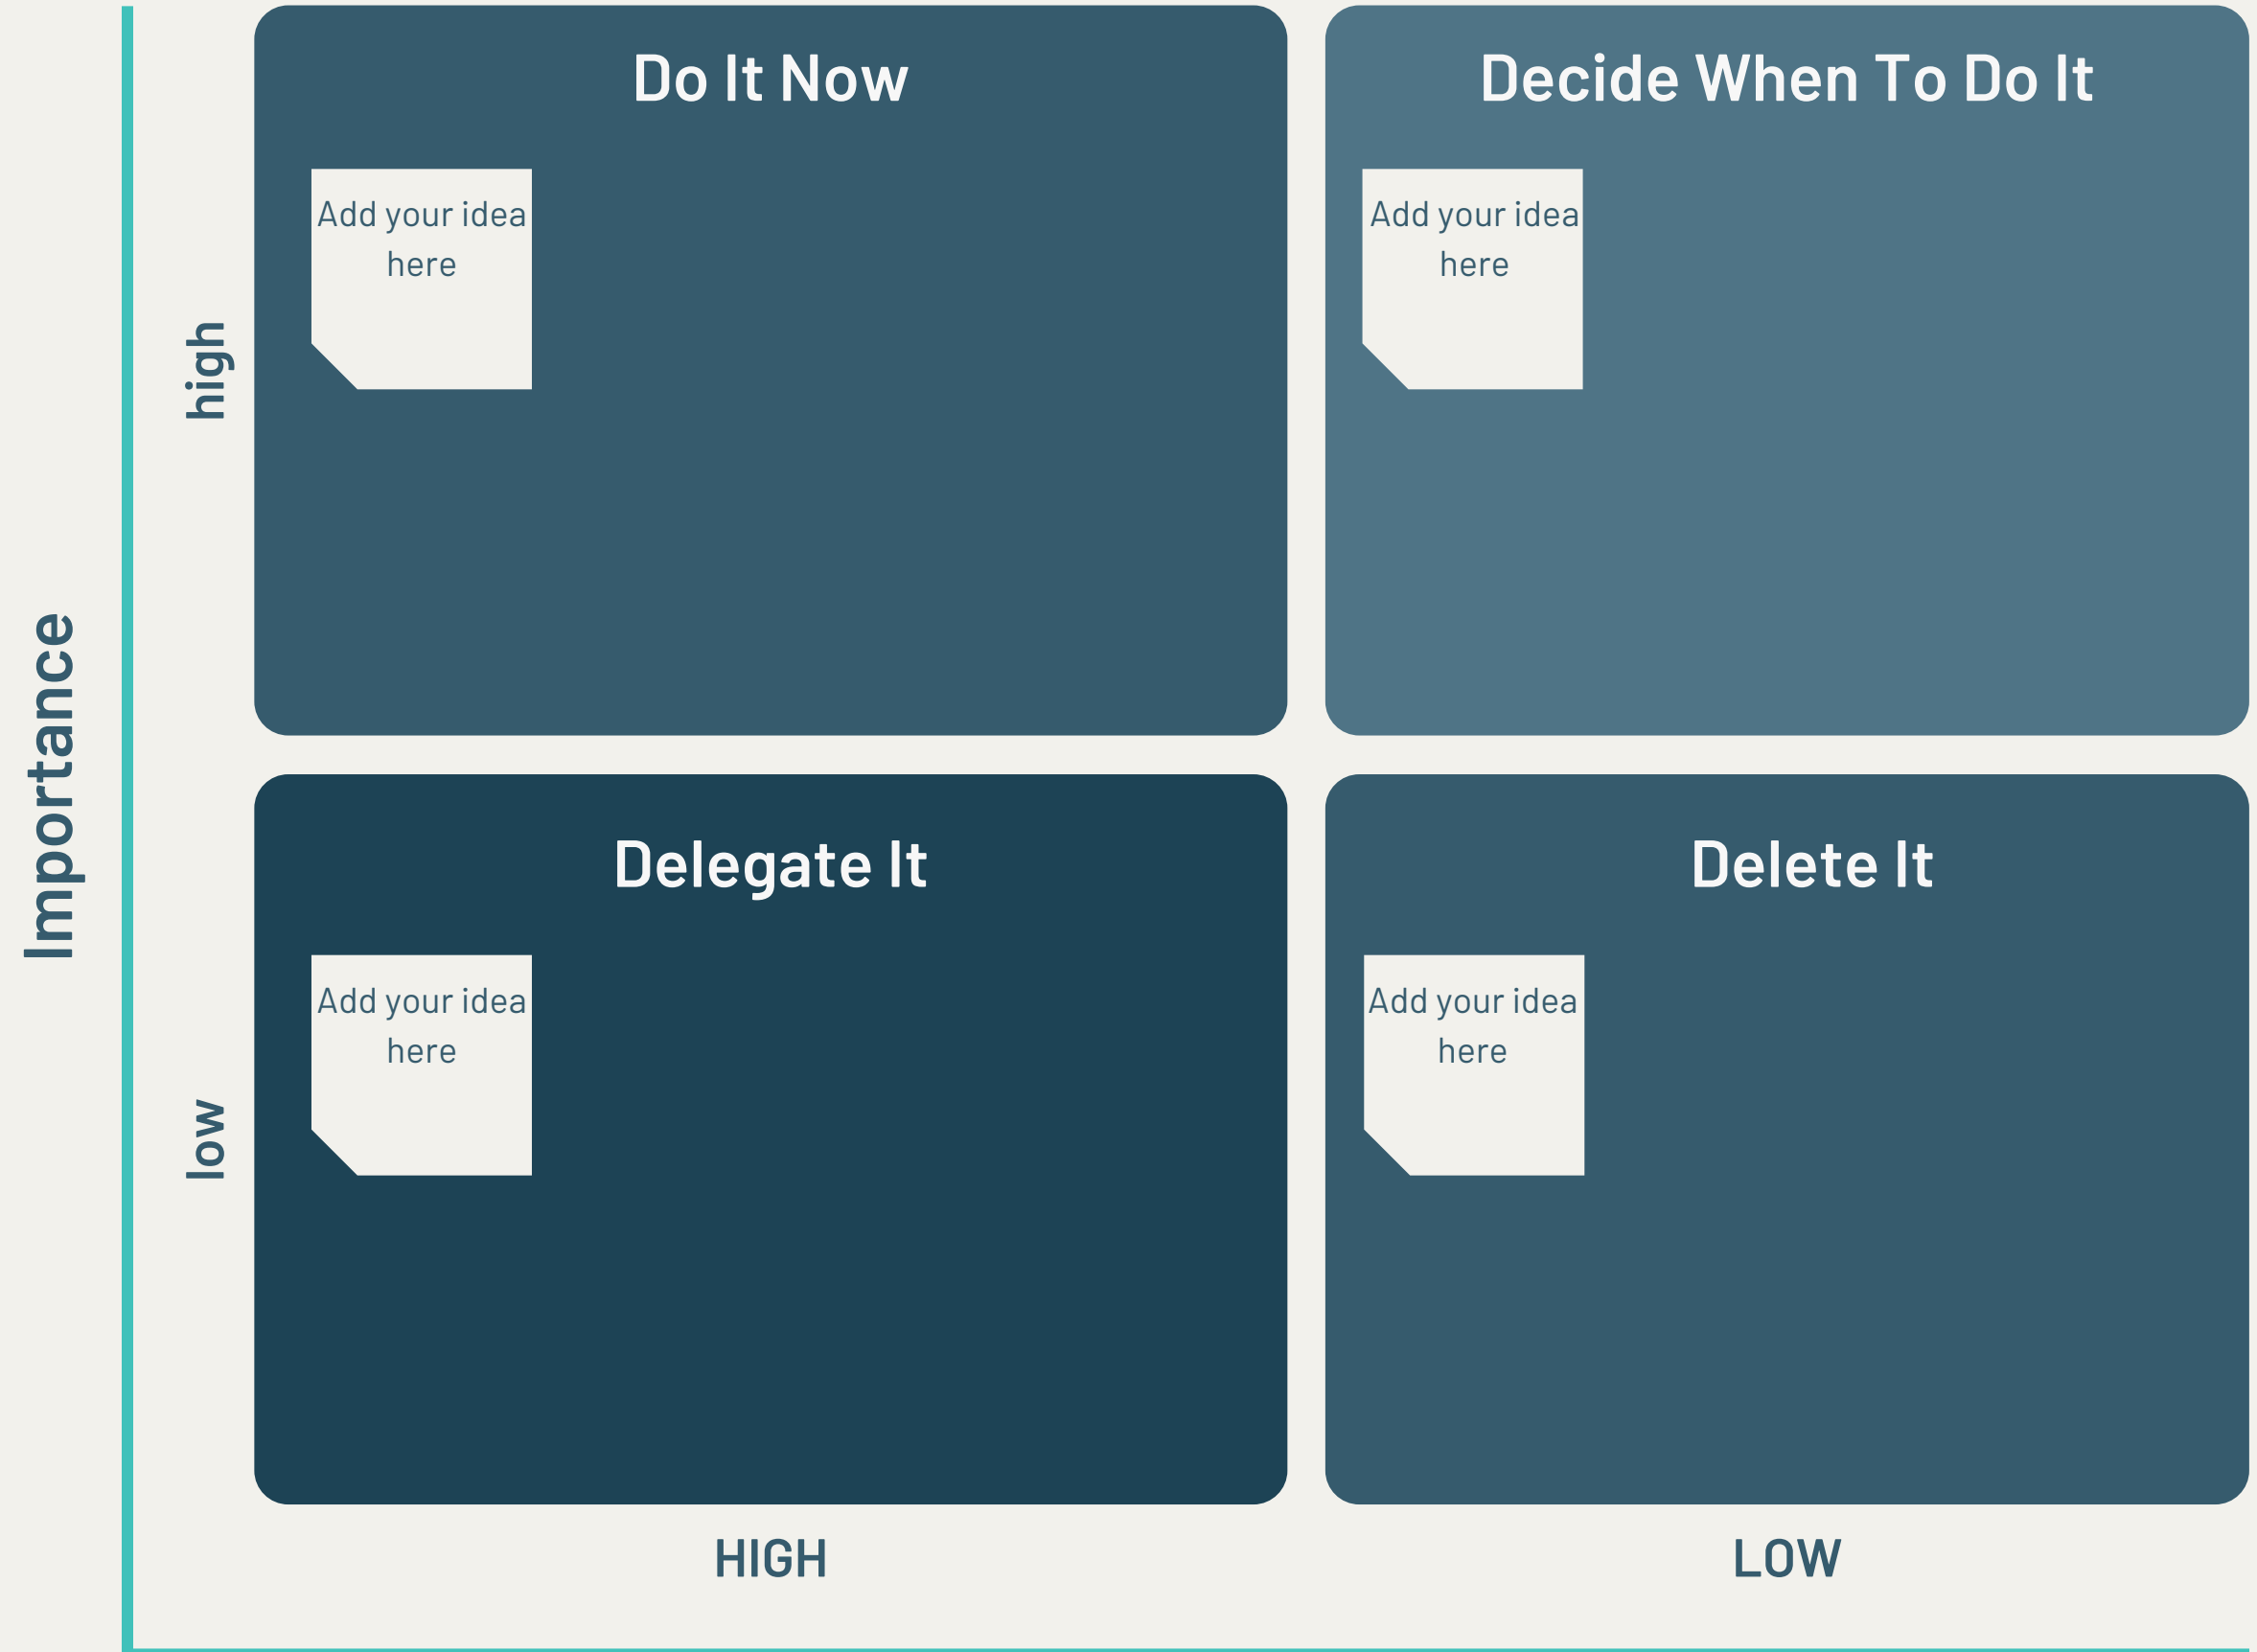 Do It Now
Decide When To Do It
Add your idea
here
Add your idea
here
high
Importance
Delegate It
Delete It
Add your idea
here
Add your idea
here
low
HIGH
LOW